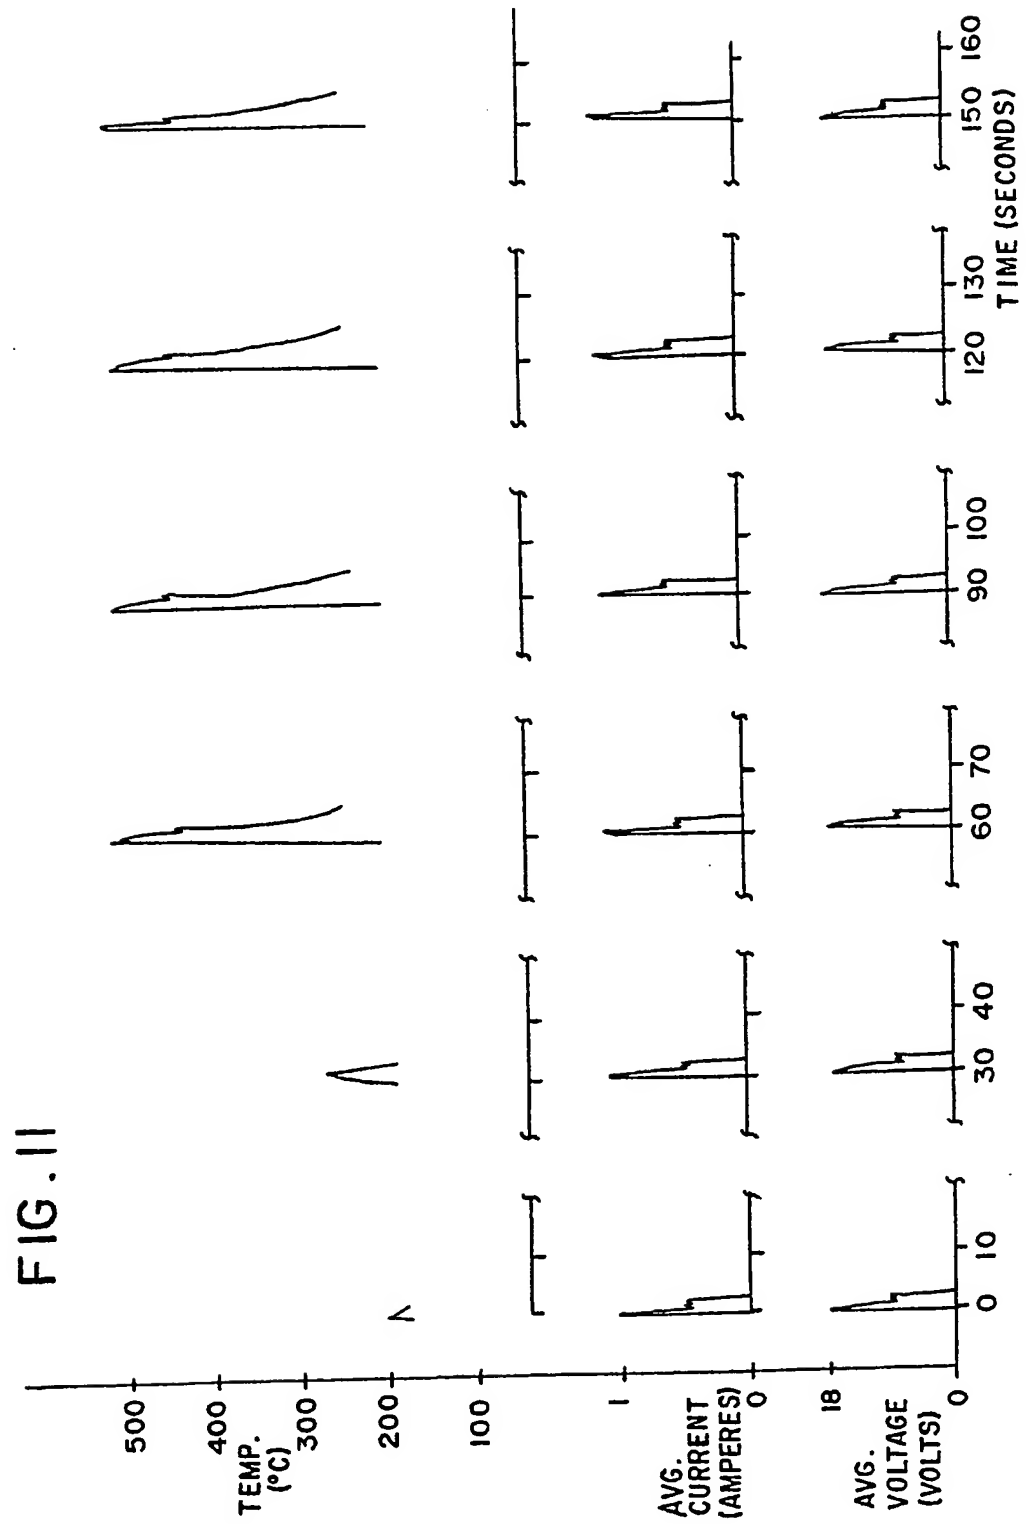 FIG. 11
500
400
300
200
100
TEMP.
(°C)
1
0
AVG.
CURRENT
(AMPERES)
18
0
AVG.
VOLTAGE
(VOLTS)
0 10 30 40 60 70 90 100 120 130 150 160
TIME (SECONDS)